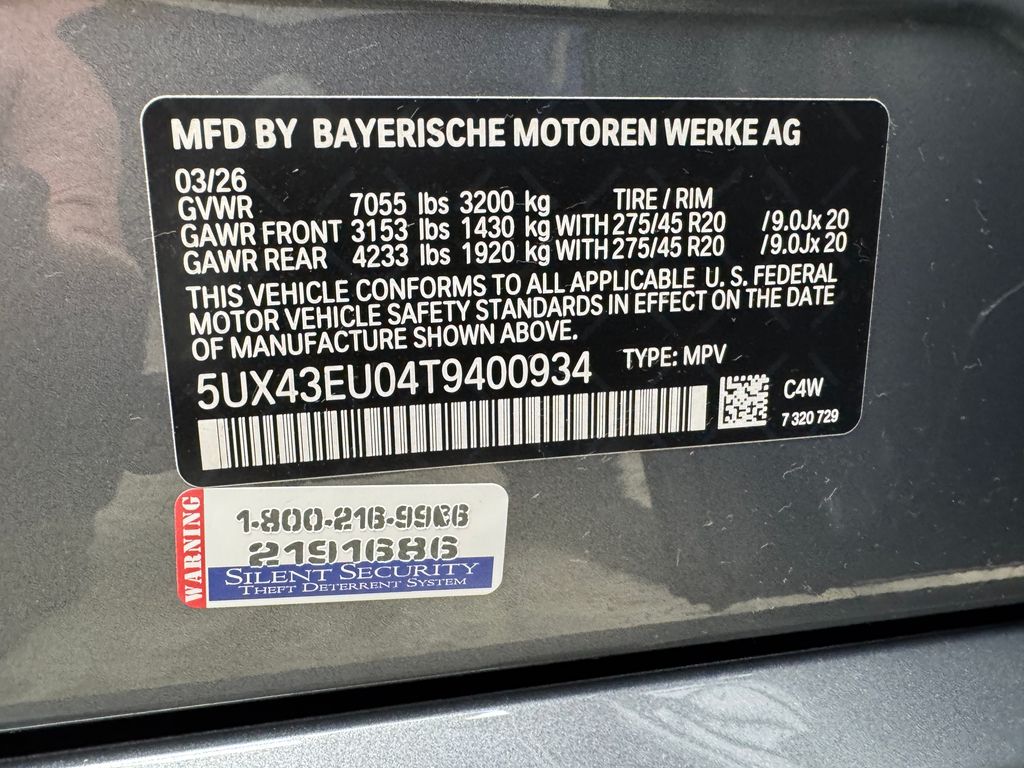 MFD BY BAYERISCHE MOTOREN WERKE AG
03/26
GVWR 7055 lbs 3200 kg TIRE / RIM
GAWR FRONT 3153 lbs 1430 kg WITH 275/45 R20 /9.0Jx 20
GAWR REAR 4233 lbs 1920 kg WITH 275/45 R20 /9.0Jx 20
THIS VEHICLE CONFORMS TO ALL APPLICABLE U. S. FEDERAL
MOTOR VEHICLE SAFETY STANDARDS IN EFFECT ON THE DATE
OF MANUFACTURE SHOWN ABOVE.
5UX43EU04T9400934 TYPE: MPV
C4W
7 320 729
WARNING
1-800-216-9966
2191686
SILENT SECURITY
THEFT DETERRENT SYSTEM